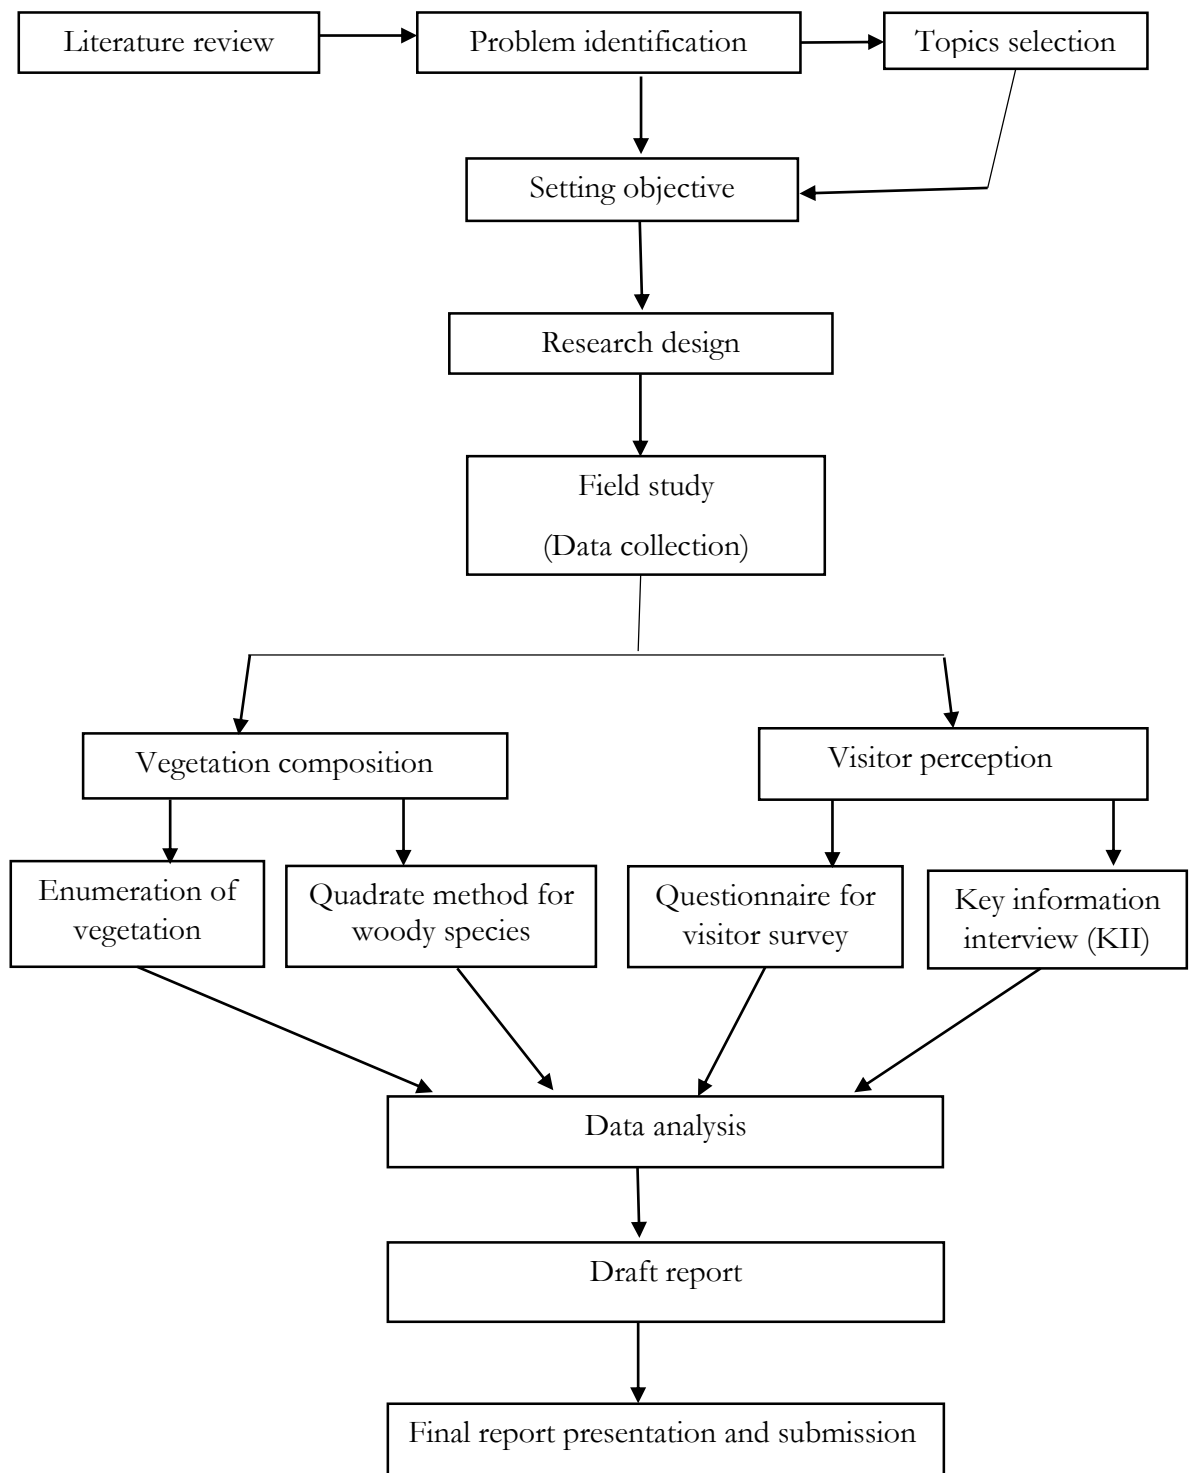 Literature review
Problem identification
Topics selection
Setting objective
Research design
Field study
(Data collection)
Vegetation composition
Visitor perception
Enumeration of
vegetation
Quadrate method for
woody species
Questionnaire for
visitor survey
Key information
interview (KII)
Data analysis
Draft report
Final report presentation and submission